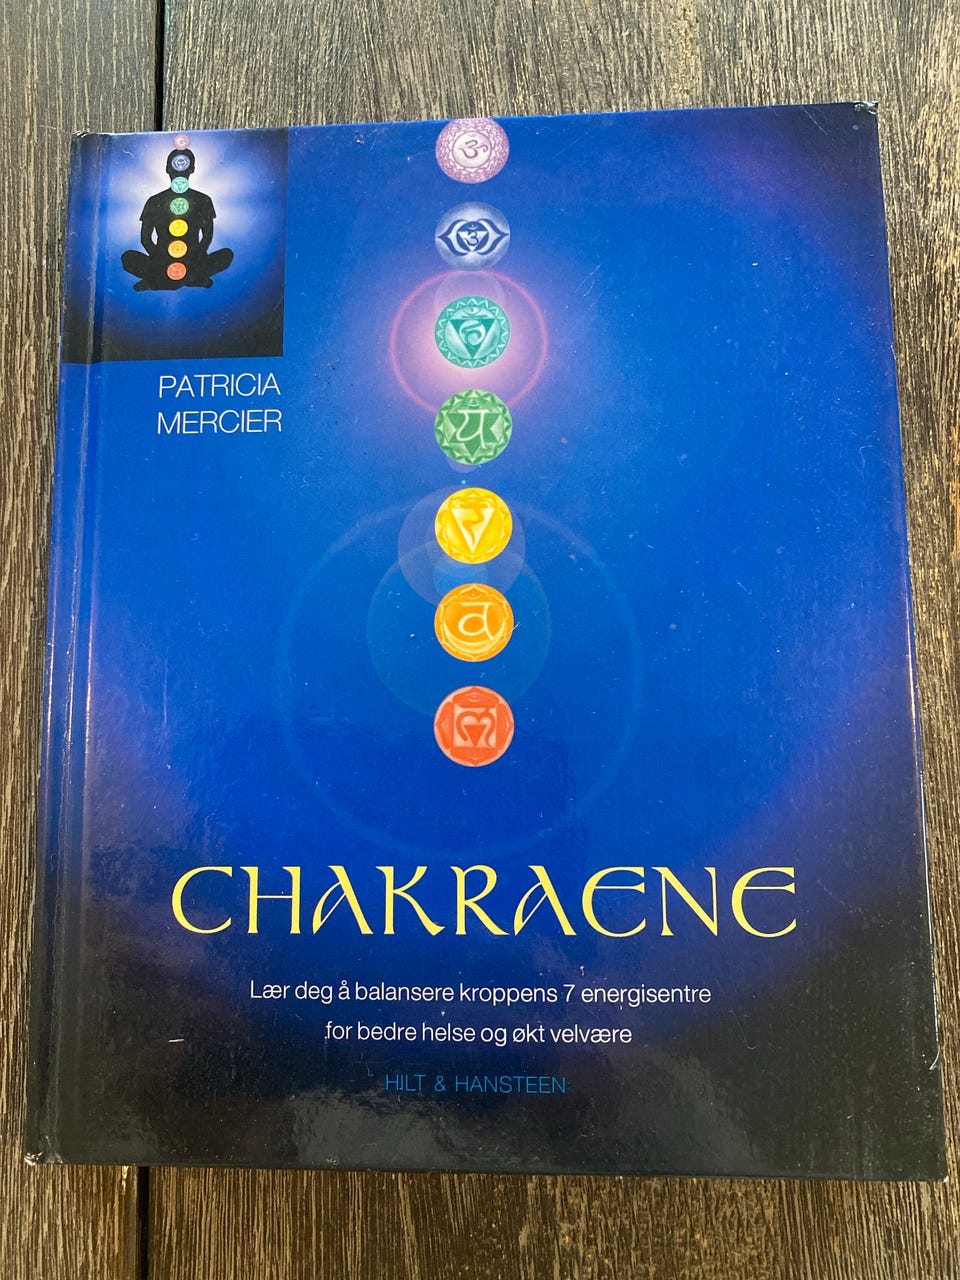 PATRICIA
MERCIER
ॐ
यं
वं
CHAKRAENE
Lær deg å balansere kroppens 7 energisentre
for bedre helse og økt velvære
HILT & HANSTEEN